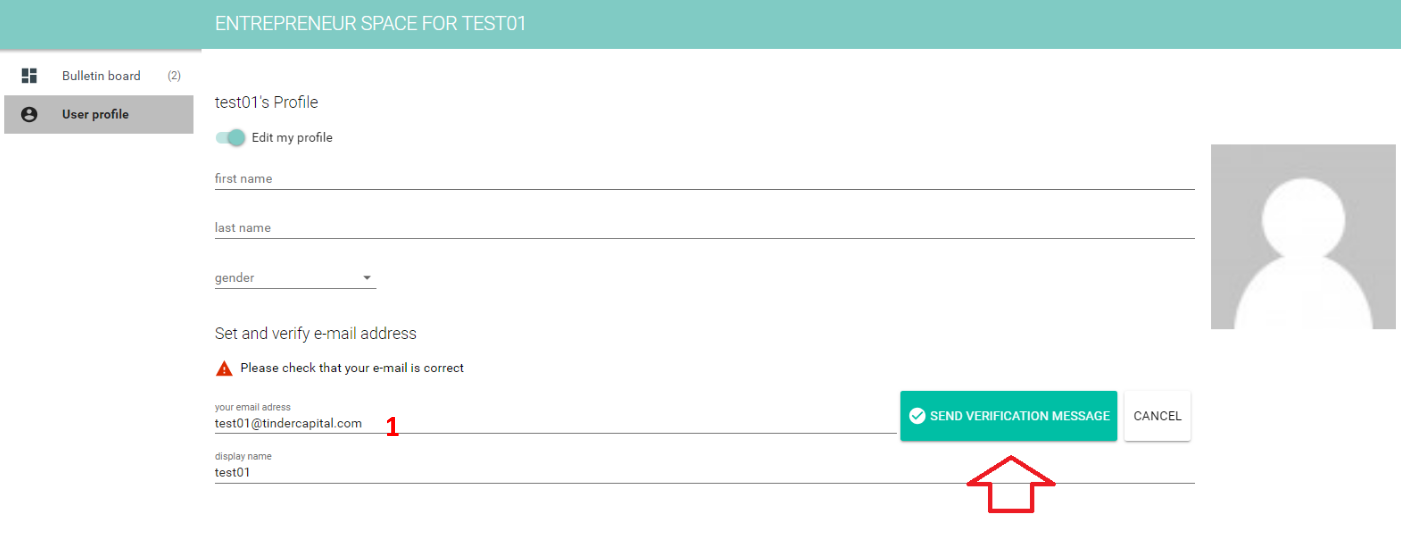 ENTREPRENEUR SPACE FOR TEST01
Bulletin board (2)
User profile
test01's Profile
Edit my profile
first name
last name
gender
Set and verify e-mail address
Please check that your e-mail is correct
your email adress
test01@tindercapital.com 1
SEND VERIFICATION MESSAGE CANCEL
display name
test01